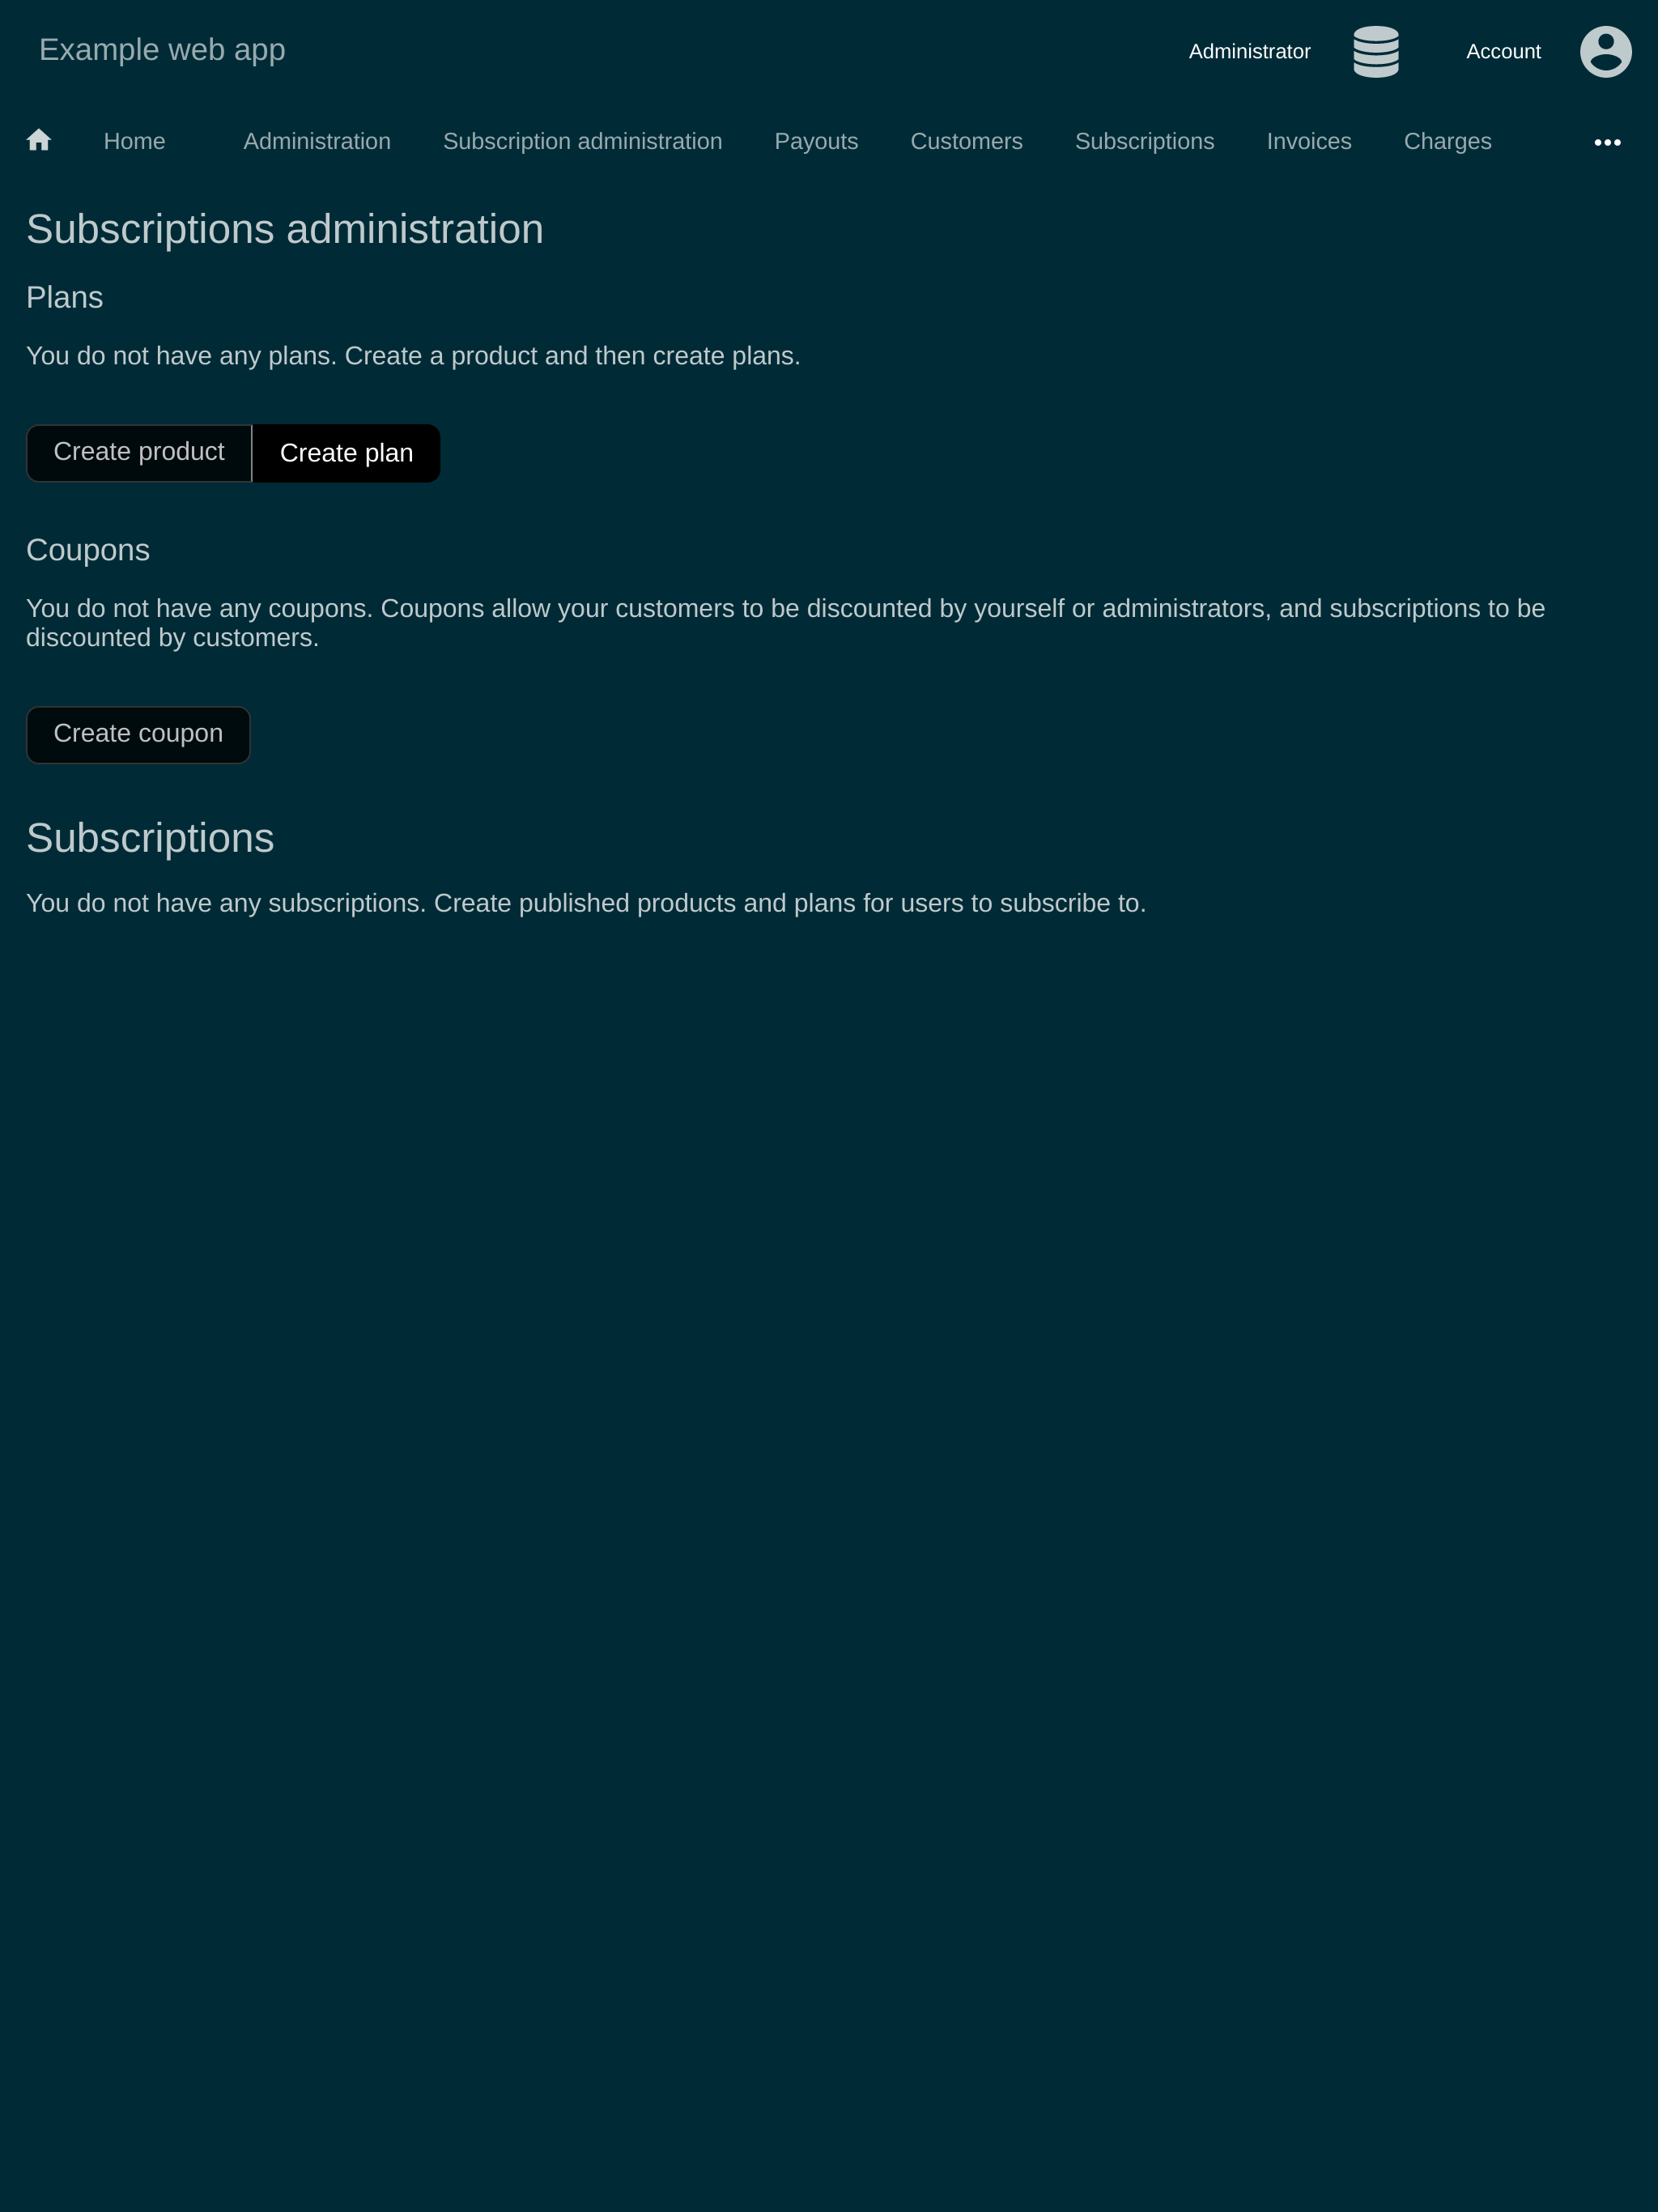 Example web app
Administrator
Account
Home
Administration
Subscription administration
Payouts
Customers
Subscriptions
Invoices
Charges
Subscriptions administration
Plans
You do not have any plans. Create a product and then create plans.
Create product
Create plan
Coupons
You do not have any coupons. Coupons allow your customers to be discounted by yourself or administrators, and subscriptions to be
discounted by customers.
Create coupon
Subscriptions
You do not have any subscriptions. Create published products and plans for users to subscribe to.